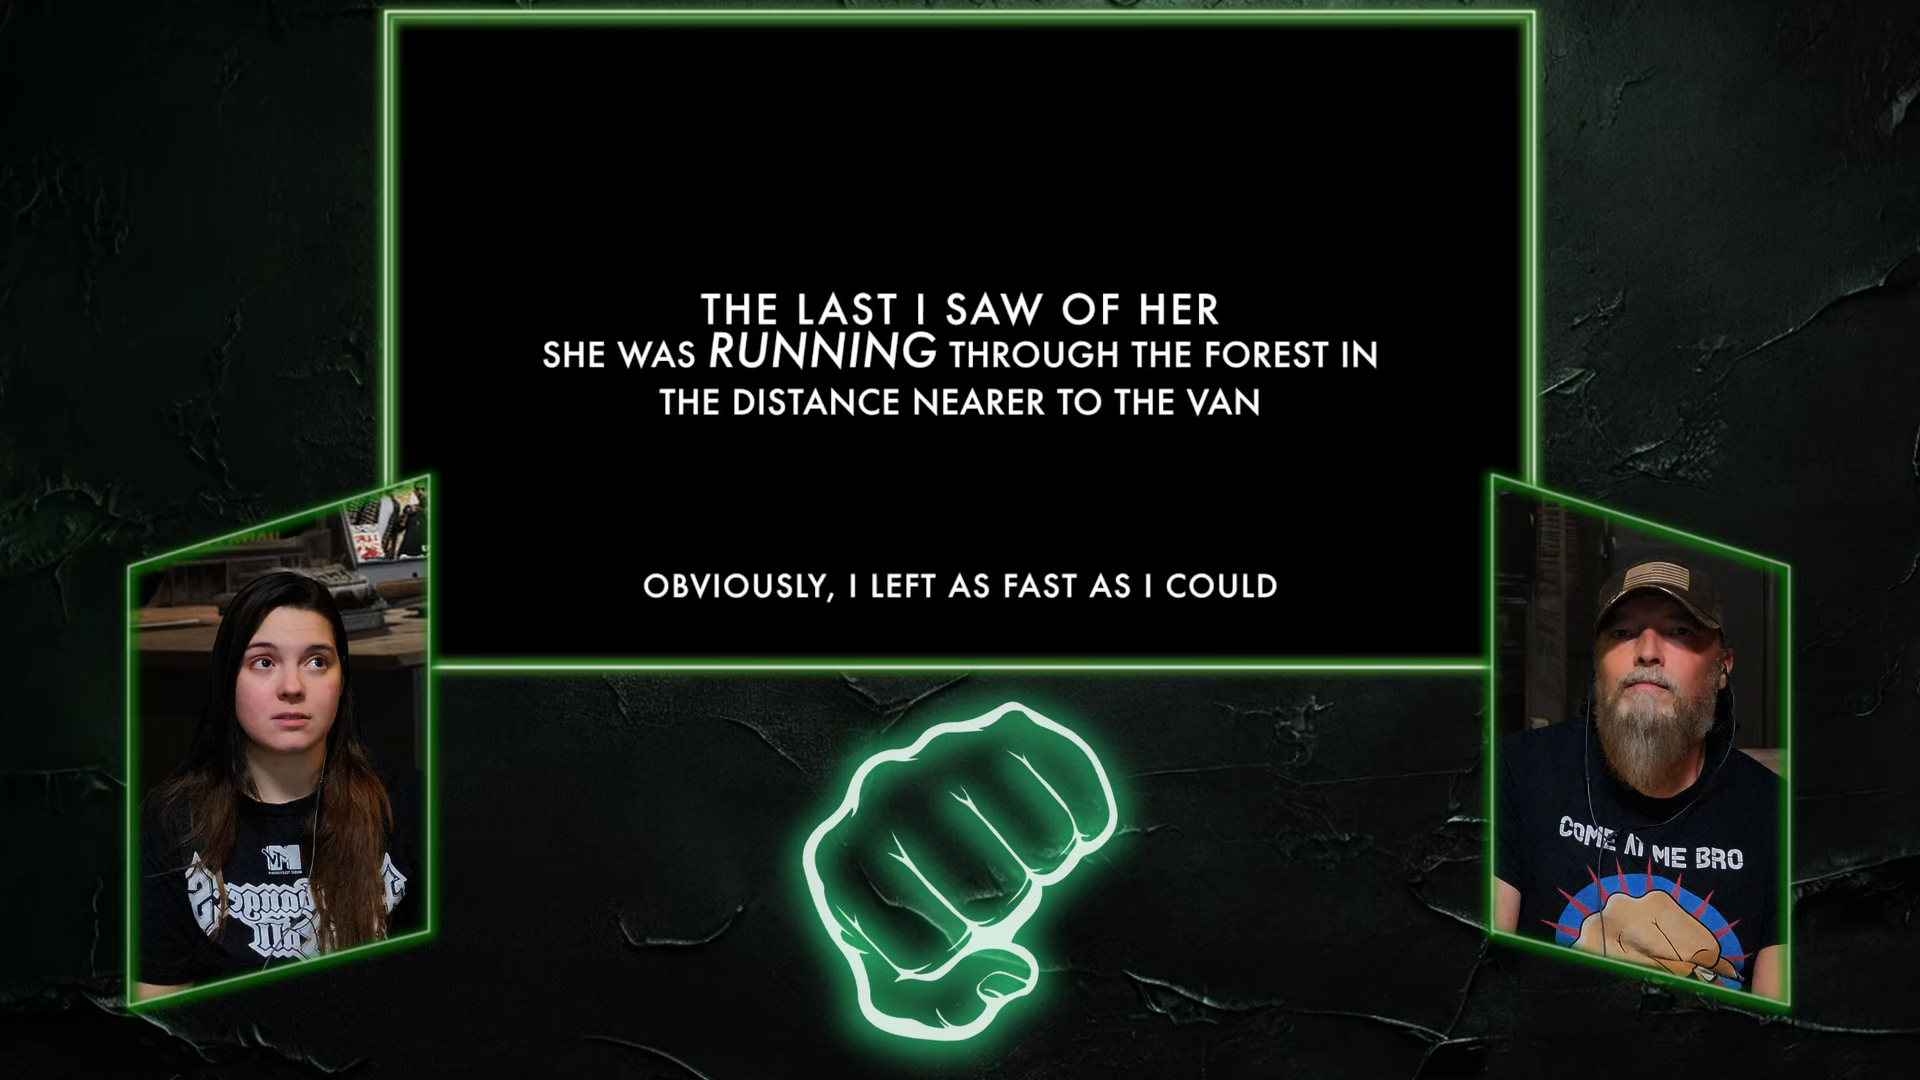 THE LAST I SAW OF HER
SHE WAS RUNNING THROUGH THE FOREST IN
THE DISTANCE NEARER TO THE VAN
OBVIOUSLY, I LEFT AS FAST AS I COULD
COME AT ME BRO